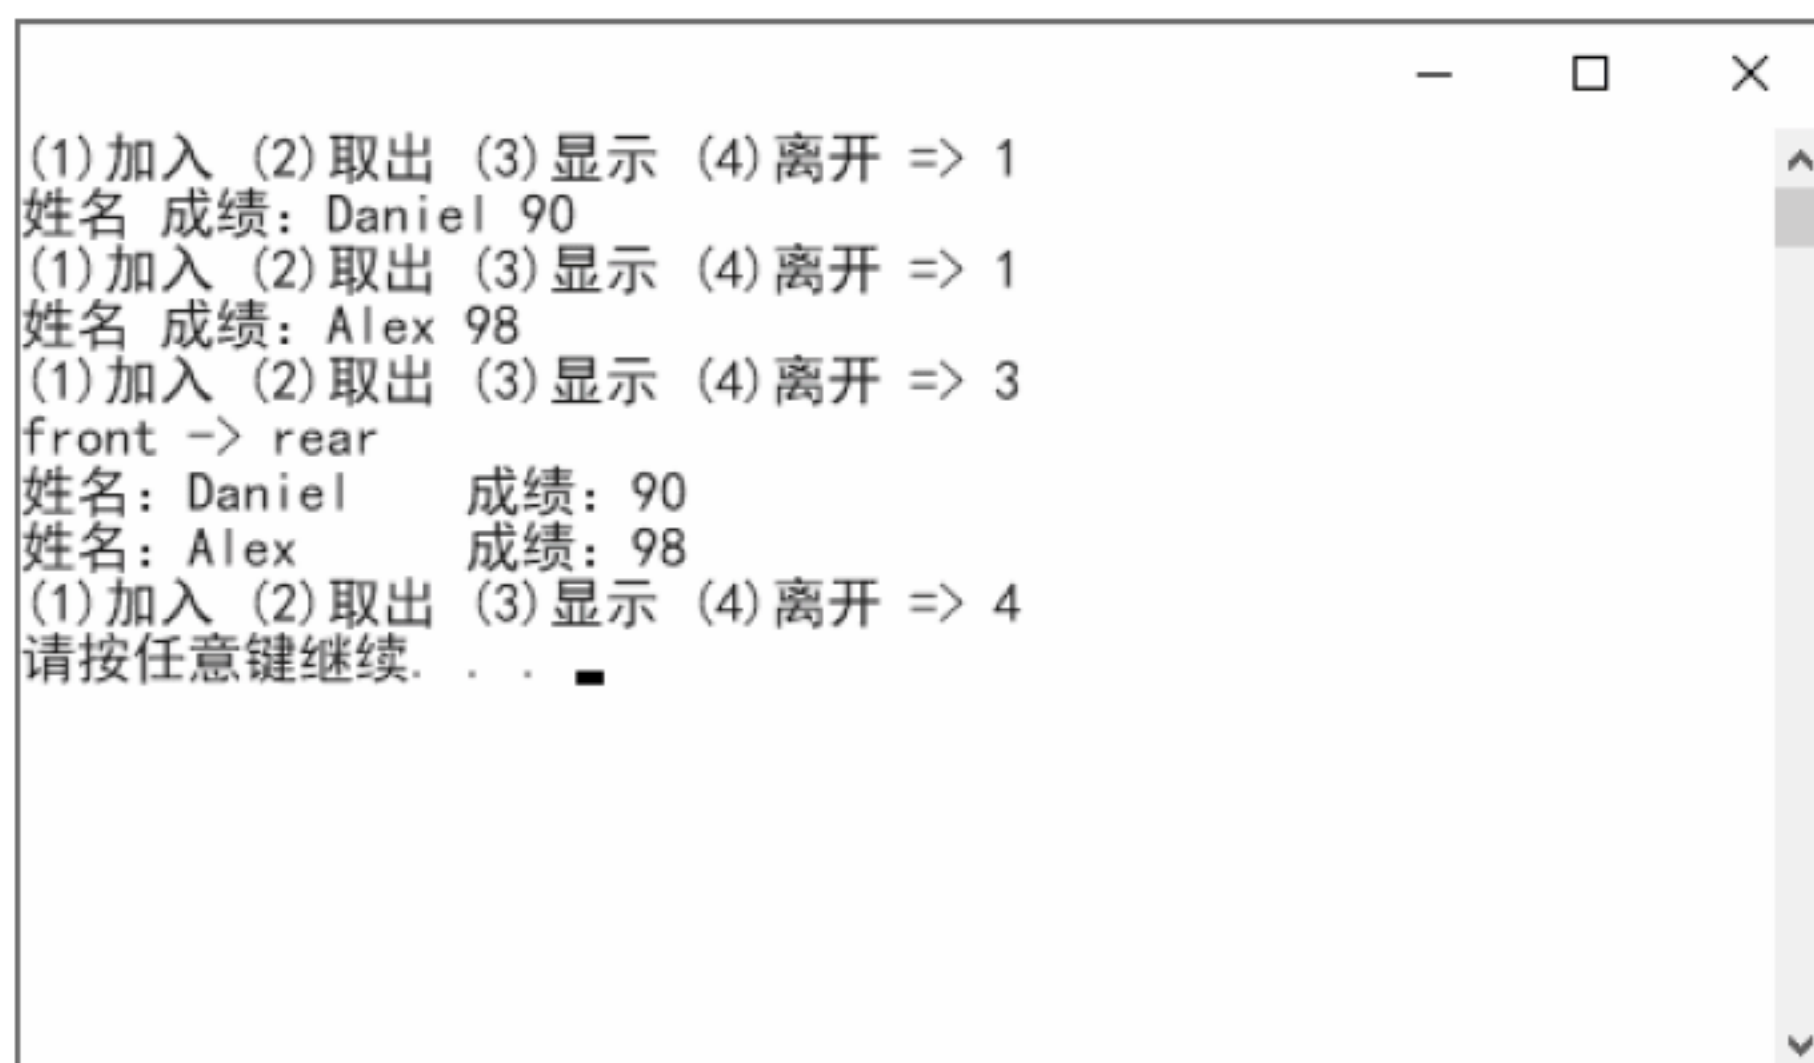 (1)加入 (2)取出 (3)显示 (4)离开 => 1
姓名 成绩: Daniel 90
(1)加入 (2)取出 (3)显示 (4)离开 => 1
姓名 成绩: Alex 98
(1)加入 (2)取出 (3)显示 (4)离开 => 3
front -> rear
姓名: Daniel 成绩: 90
姓名: Alex 成绩: 98
(1)加入 (2)取出 (3)显示 (4)离开 => 4
请按任意键继续. . .